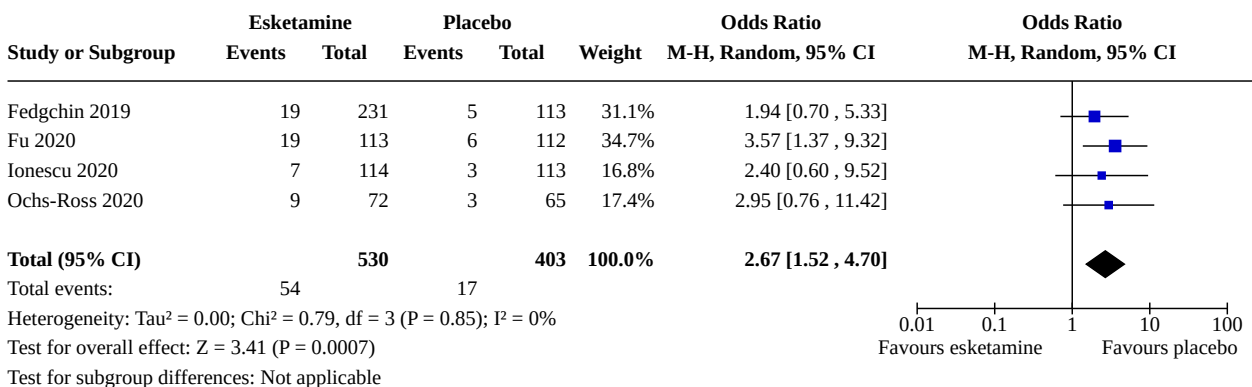 Esketamine Placebo Odds Ratio Odds Ratio
Study or Subgroup Events Total Events Total Weight M-H, Random, 95% CI M-H, Random, 95% CI
Fedgchin 2019 19 231 5 113 31.1% 1.94 [0.70 , 5.33]
Fu 2020 19 113 6 112 34.7% 3.57 [1.37 , 9.32]
Ionescu 2020 7 114 3 113 16.8% 2.40 [0.60 , 9.52]
Ochs-Ross 2020 9 72 3 65 17.4% 2.95 [0.76 , 11.42]
Total (95% CI) 530 403 100.0% 2.67 [1.52 , 4.70]
Total events: 54 17
Heterogeneity: Tau² = 0.00; Chi² = 0.79, df = 3 (P = 0.85); I² = 0%
0.01 0.1 1 10 100
Test for overall effect: Z = 3.41 (P = 0.0007) Favours esketamine Favours placebo
Test for subgroup differences: Not applicable